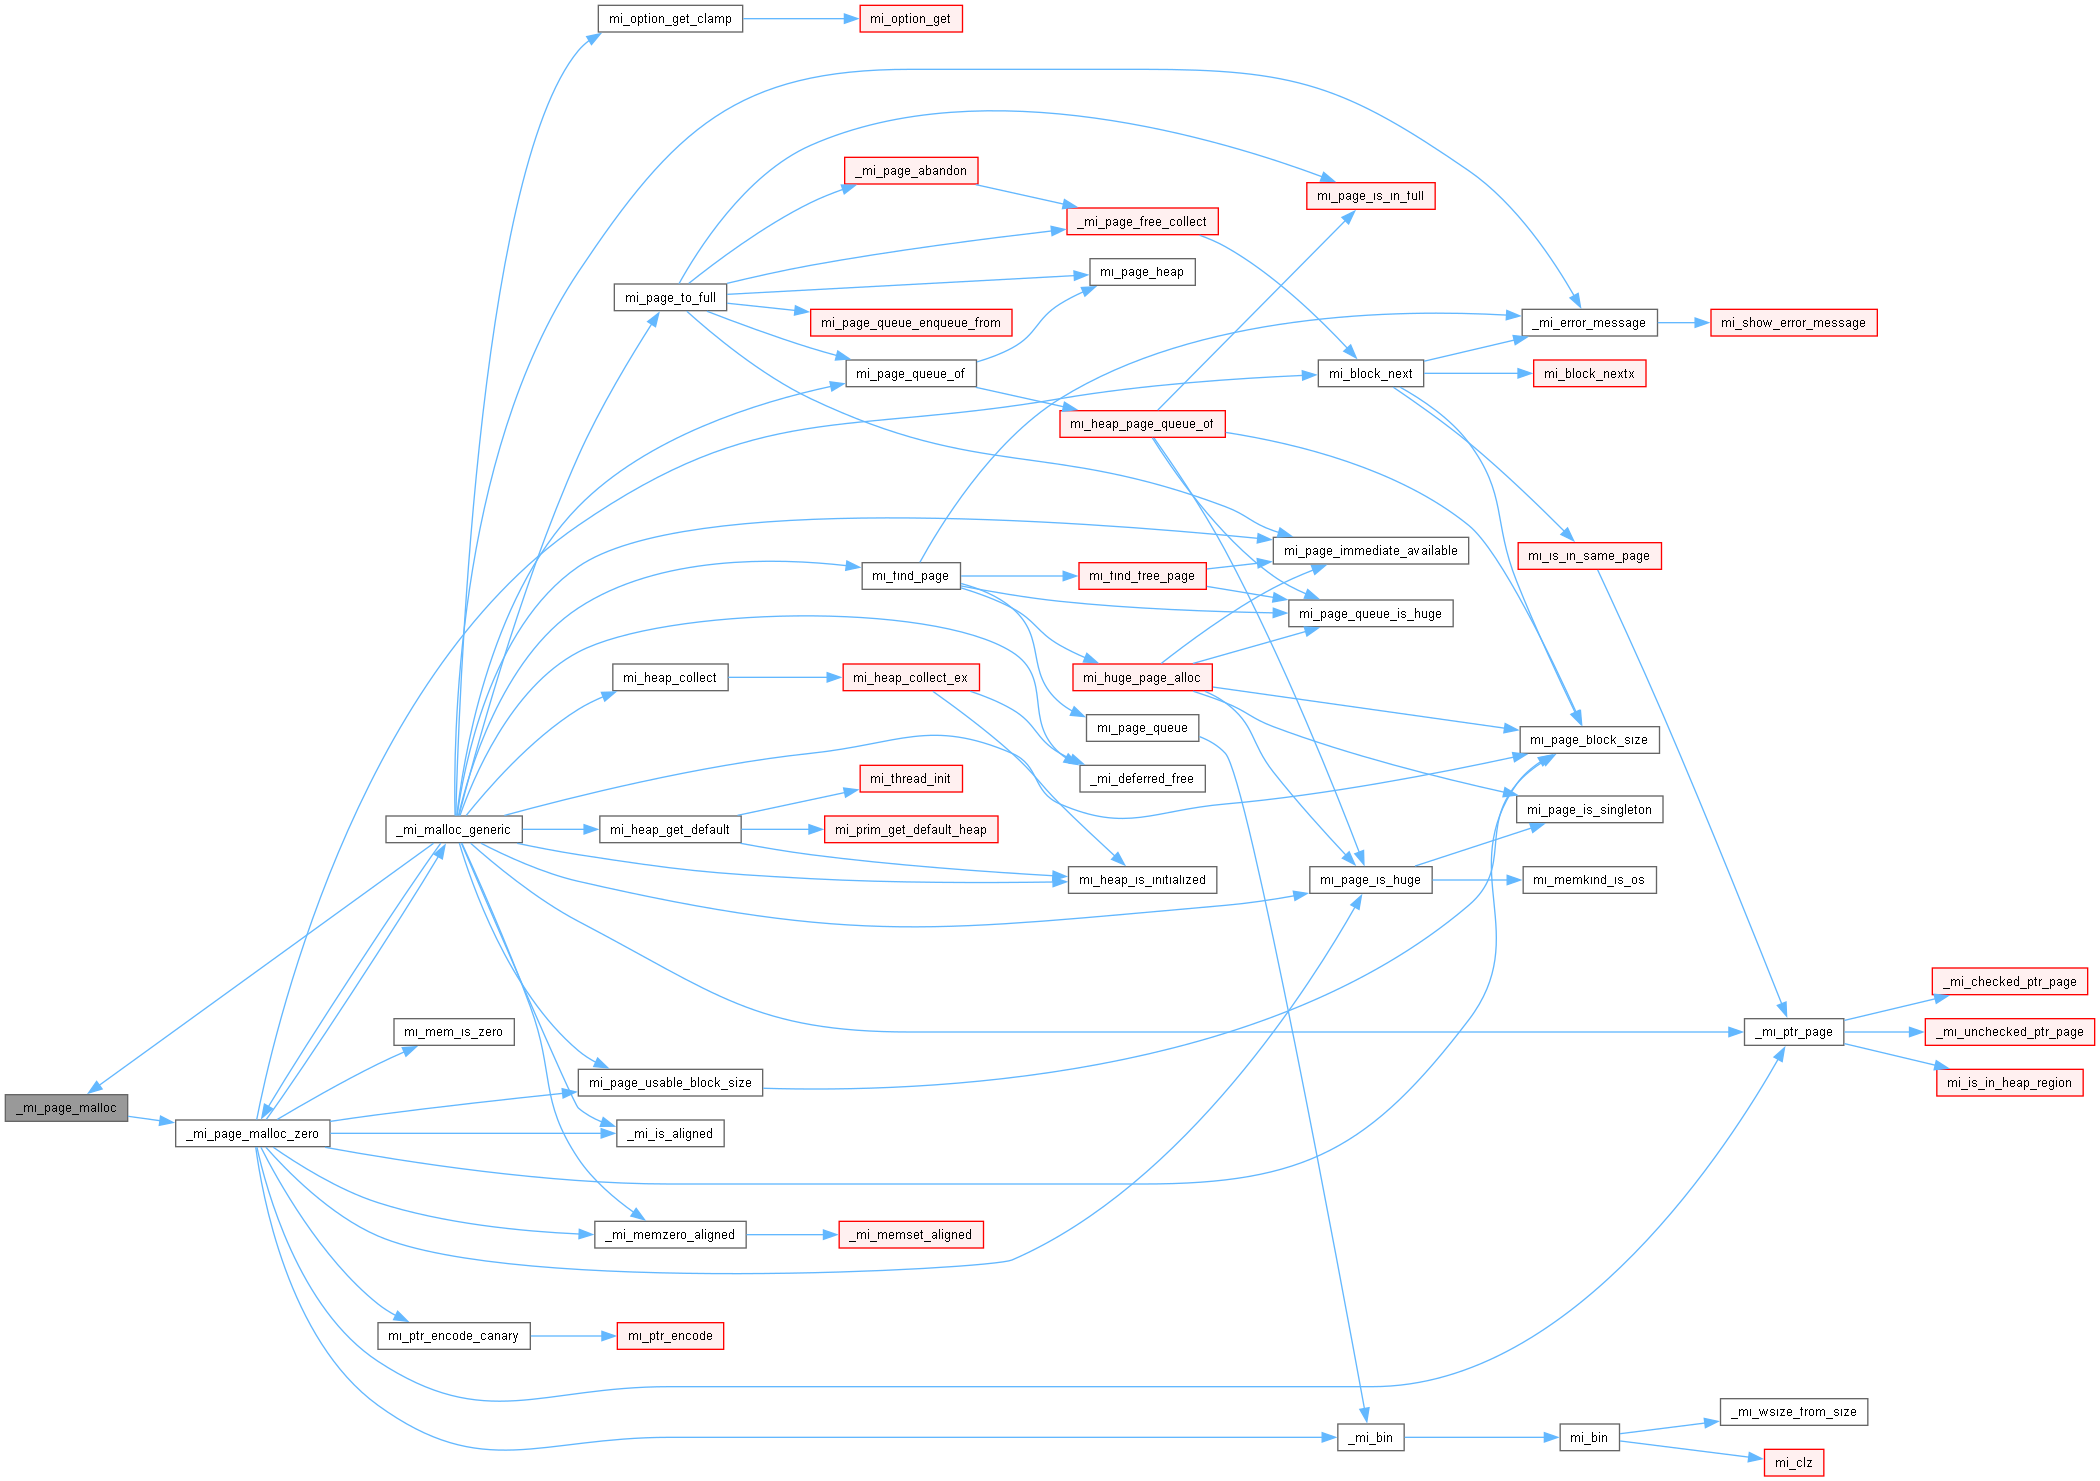 mi_option_get_clamp
mi_option_get
_mi_page_abandon
mi_page_is_in_full
_mi_page_free_collect
mi_page_heap
mi_page_to_full
mi_page_queue_enqueue_from
_mi_error_message
mi_show_error_message
mi_page_queue_of
mi_block_next
mi_block_nextx
mi_heap_page_queue_of
mi_page_immediate_available
mi_is_in_same_page
mi_find_page
mi_find_free_page
mi_page_queue_is_huge
mi_heap_collect
mi_heap_collect_ex
mi_huge_page_alloc
mi_page_queue
mi_page_block_size
mi_thread_init
_mi_deferred_free
mi_page_is_singleton
_mi_malloc_generic
mi_heap_get_default
mi_prim_get_default_heap
mi_heap_is_initialized
mi_page_is_huge
mi_memkind_is_os
_mi_checked_ptr_page
mi_mem_is_zero
_mi_ptr_page
_mi_unchecked_ptr_page
mi_page_usable_block_size
mi_is_in_heap_region
_mi_page_malloc
_mi_page_malloc_zero
_mi_is_aligned
_mi_memzero_aligned
_mi_memset_aligned
mi_ptr_encode_canary
mi_ptr_encode
_mi_wsize_from_size
_mi_bin
mi_bin
mi_clz